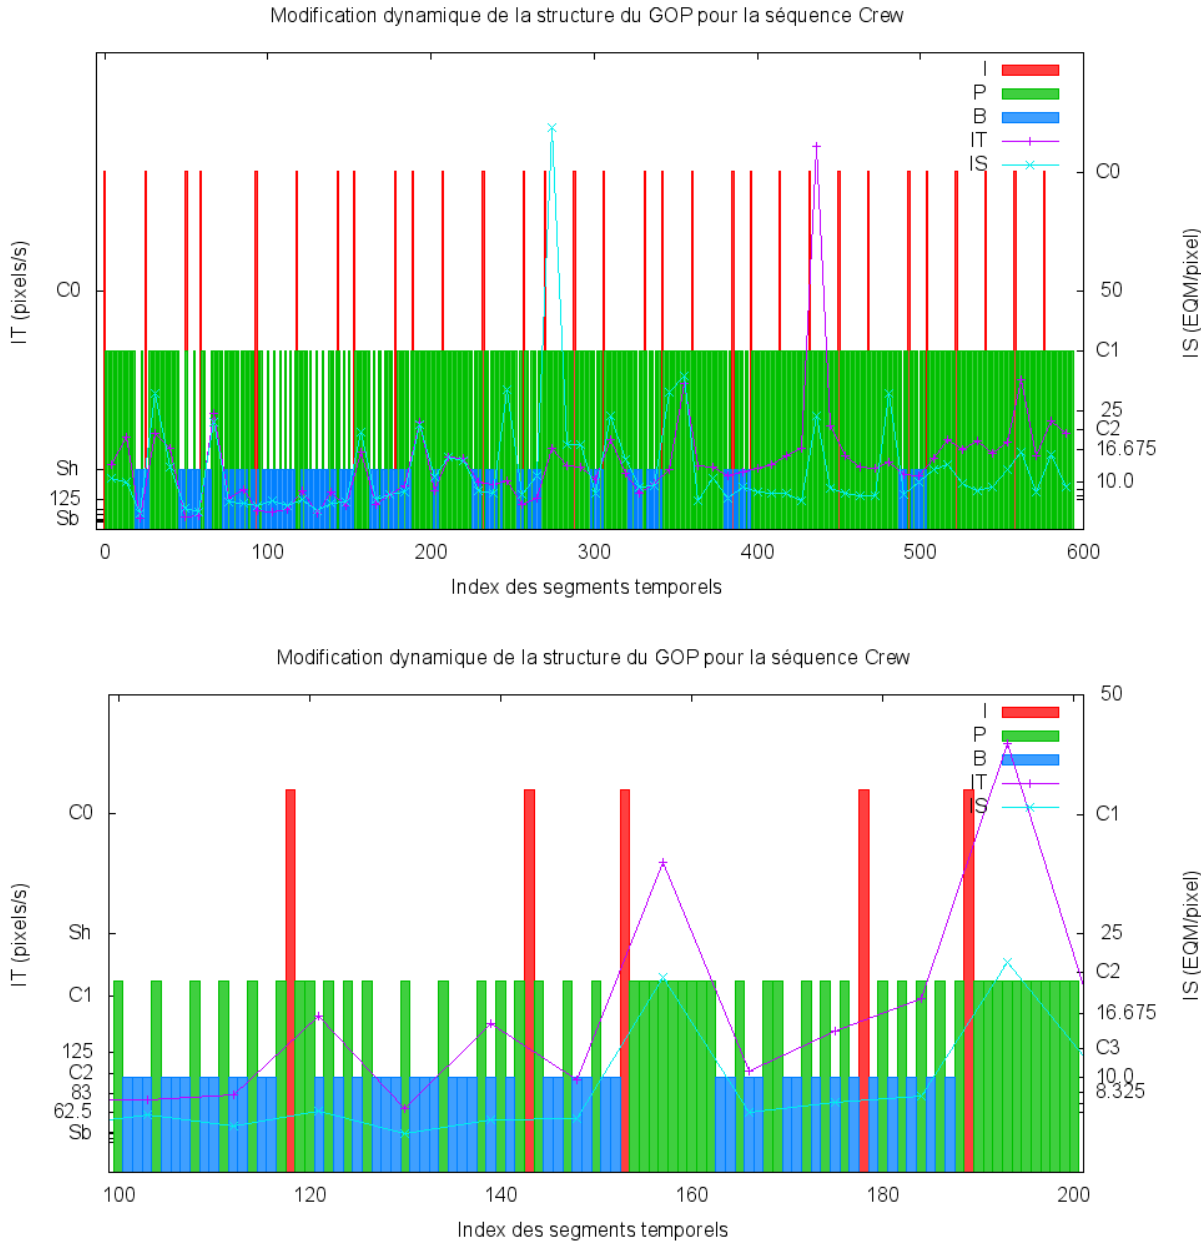 Modification dynamique de la structure du GOP pour la séquence Crew
I
P
B
IT
IS
IT (pixels/s)
C0
Sh
125
Sb
C0
50
C1
25
C2
16.675
10.0
IS (EQM/pixel)
0 100 200 300 400 500 600
Index des segments temporels
Modification dynamique de la structure du GOP pour la séquence Crew
I
P
B
IT
IS
IT (pixels/s)
C0
Sh
C1
125
C2
83
62.5
Sb
50
C1
25
C2
16.675
C3
10.0
8.325
IS (EQM/pixel)
100 120 140 160 180 200
Index des segments temporels